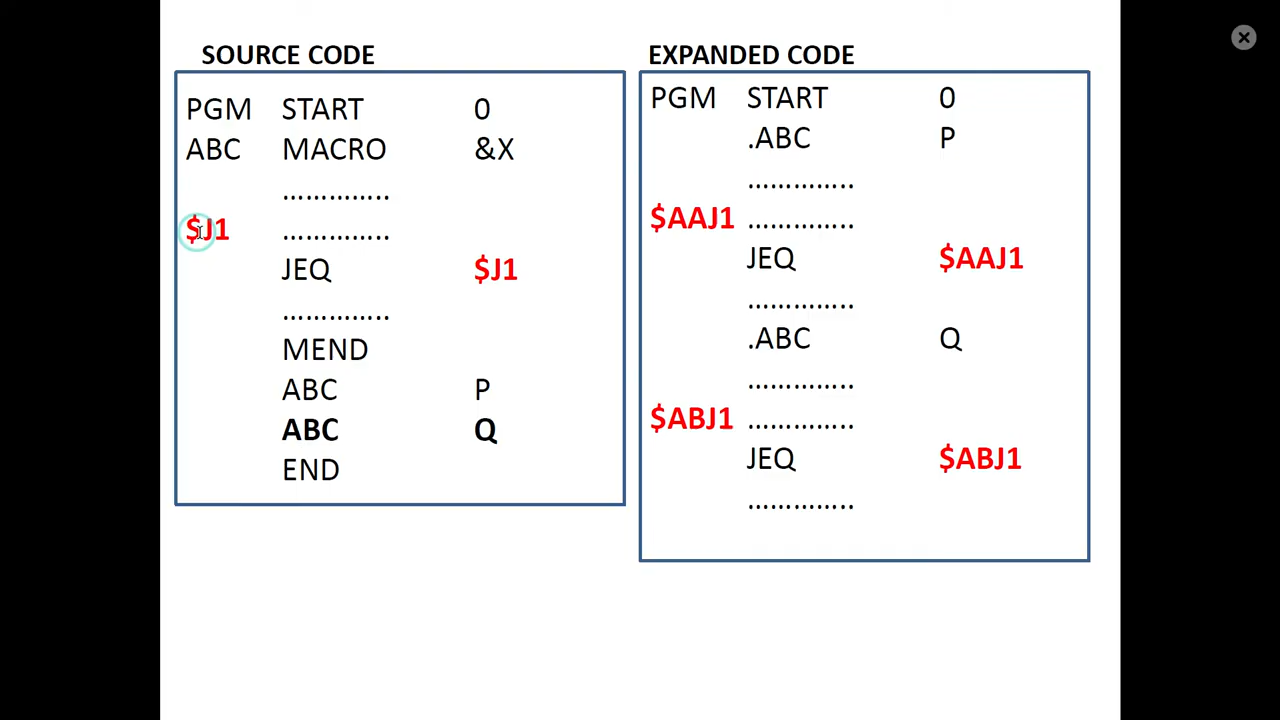 SOURCE CODE
PGM START 0
ABC MACRO &X
..............
$J1 ..............
JEQ $J1
..............
MEND
ABC P
ABC Q
END
EXPANDED CODE
PGM START 0
.ABC P
..............
$AAJ1 ..............
JEQ $AAJ1
..............
.ABC Q
..............
$ABJ1 ..............
JEQ $ABJ1
..............